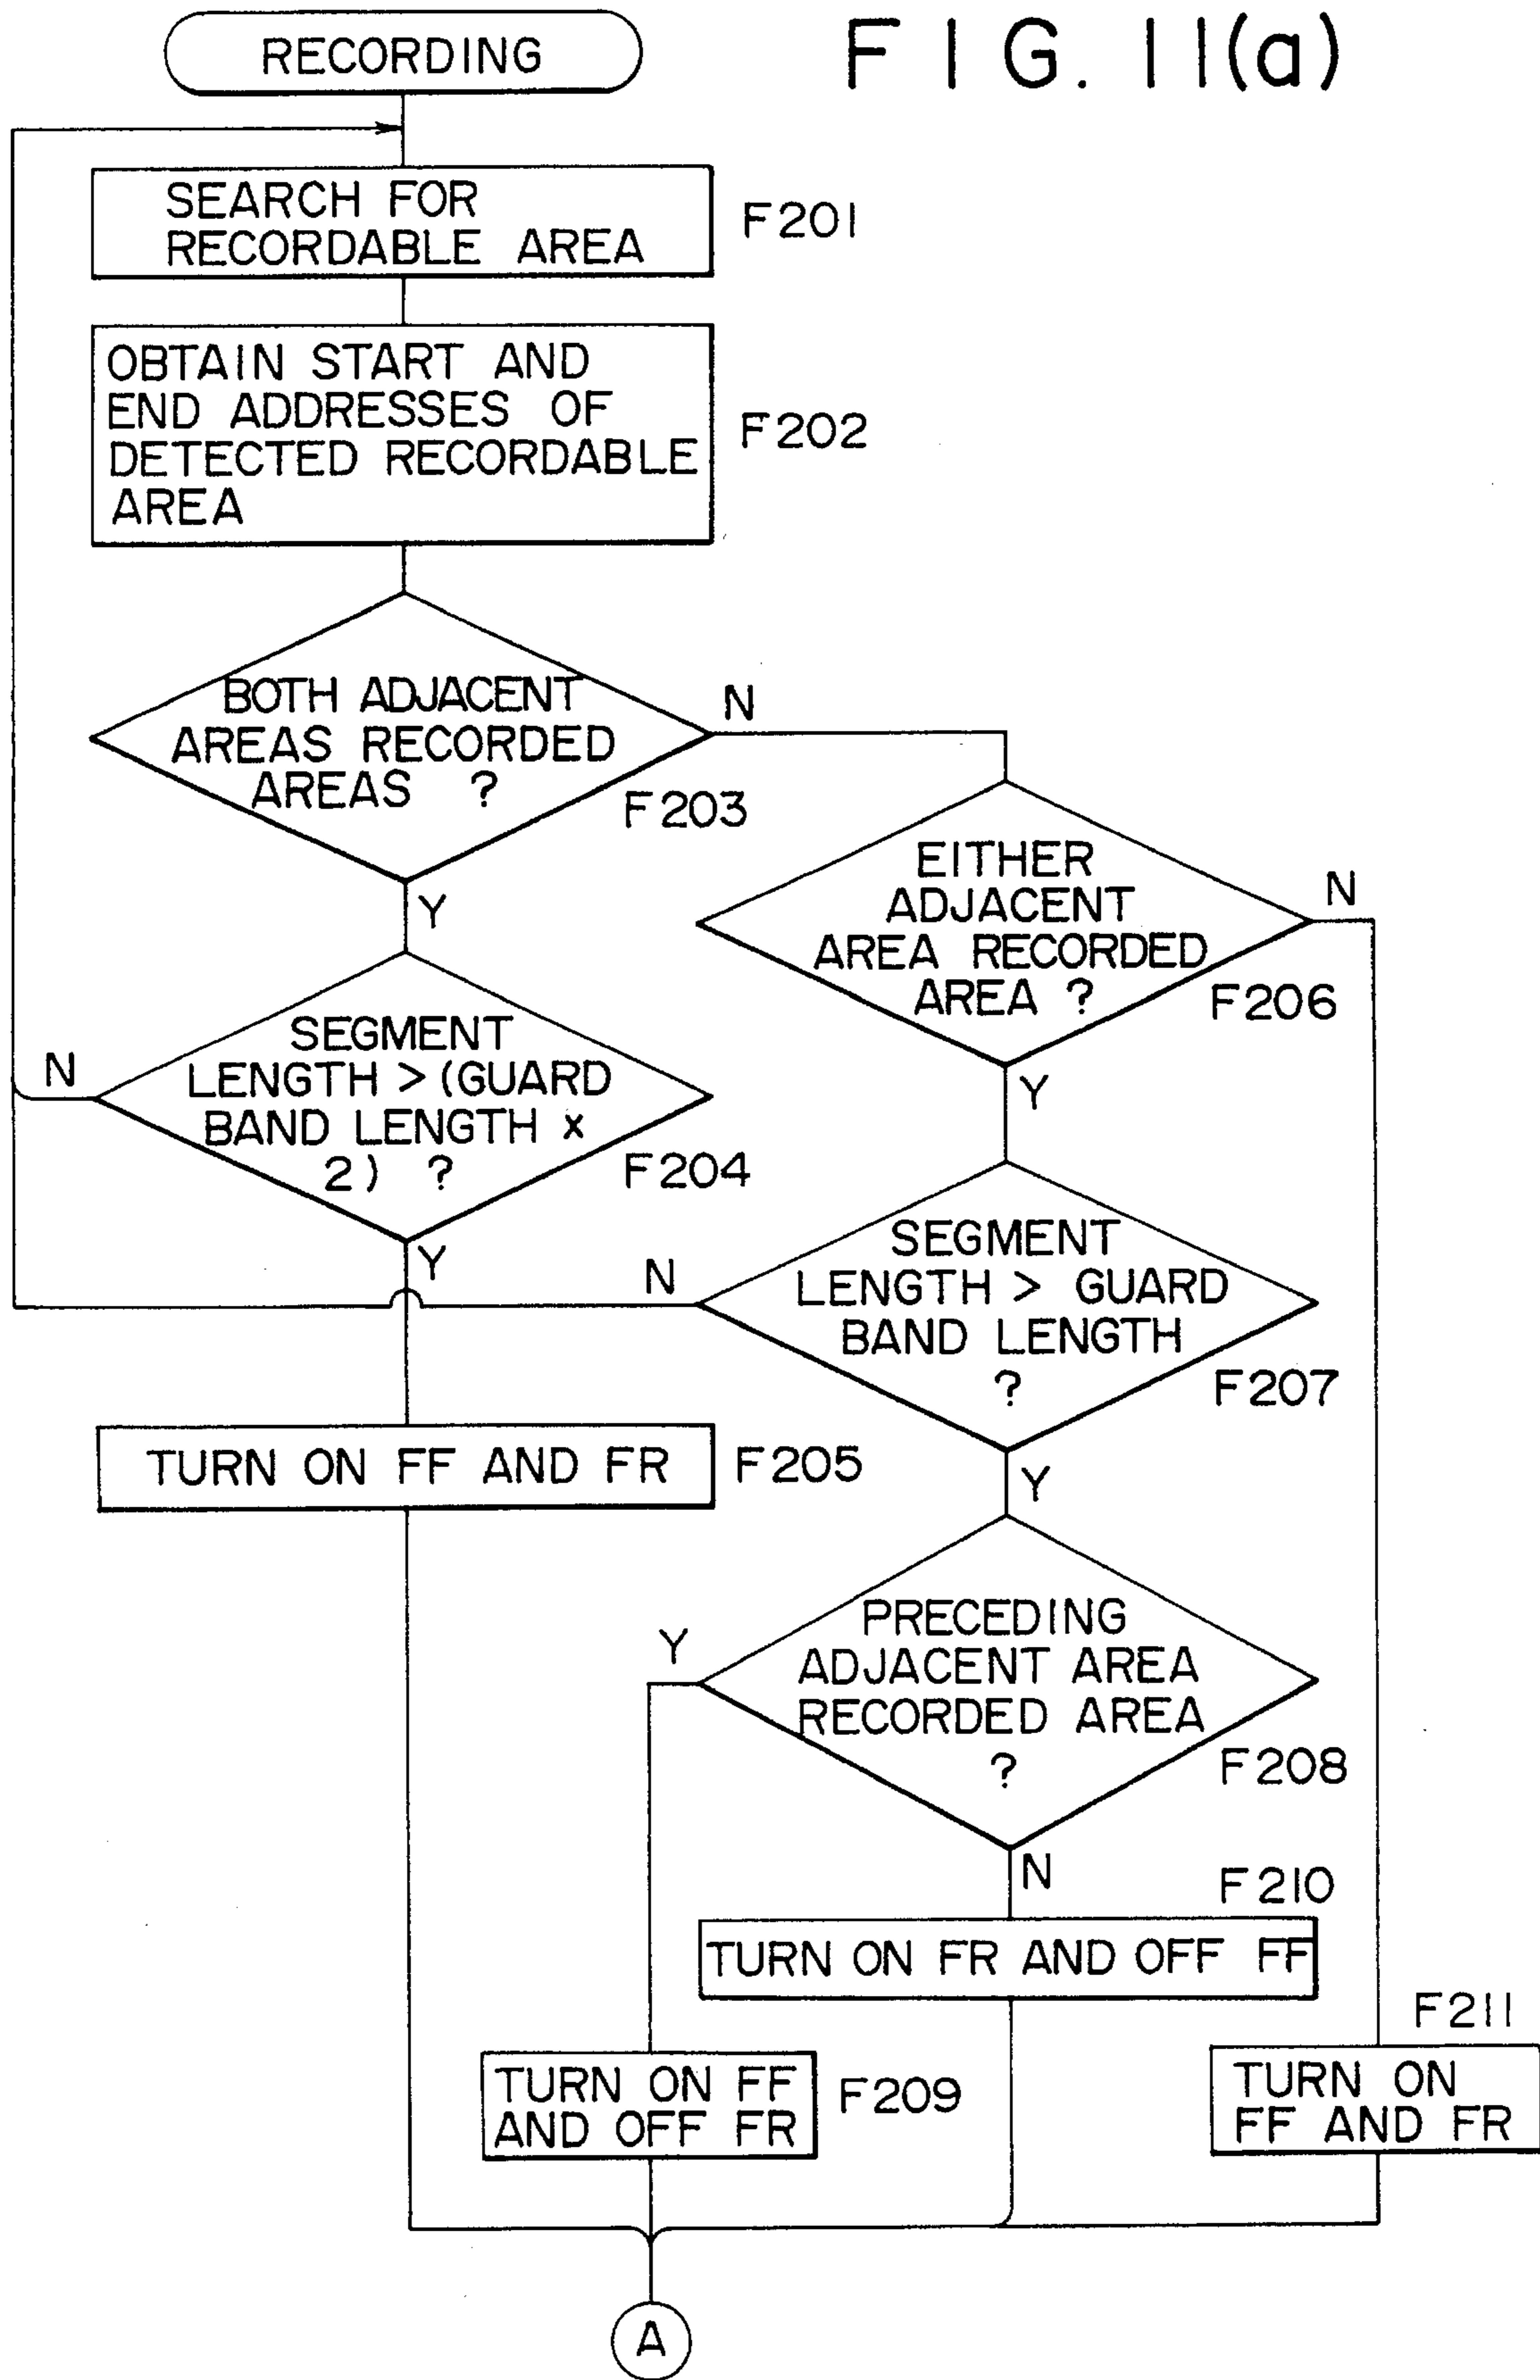 FIG. 11(a)
RECORDING
SEARCH FOR
RECORDABLE AREA
F201
OBTAIN START AND
END ADDRESSES OF
DETECTED RECORDABLE
AREA
F202
BOTH ADJACENT
AREAS RECORDED
AREAS ?
F203
N
Y
EITHER
ADJACENT
AREA RECORDED
AREA ?
F206
N
Y
SEGMENT
LENGTH > (GUARD
BAND LENGTH x
2) ?
F204
N
Y
SEGMENT
LENGTH > GUARD
BAND LENGTH
?
F207
N
Y
TURN ON FF AND FR
F205
PRECEDING
ADJACENT AREA
RECORDED AREA
?
F208
Y
N
F210
TURN ON FR AND OFF FF
TURN ON FF
AND OFF FR
F209
F211
TURN ON
FF AND FR
A